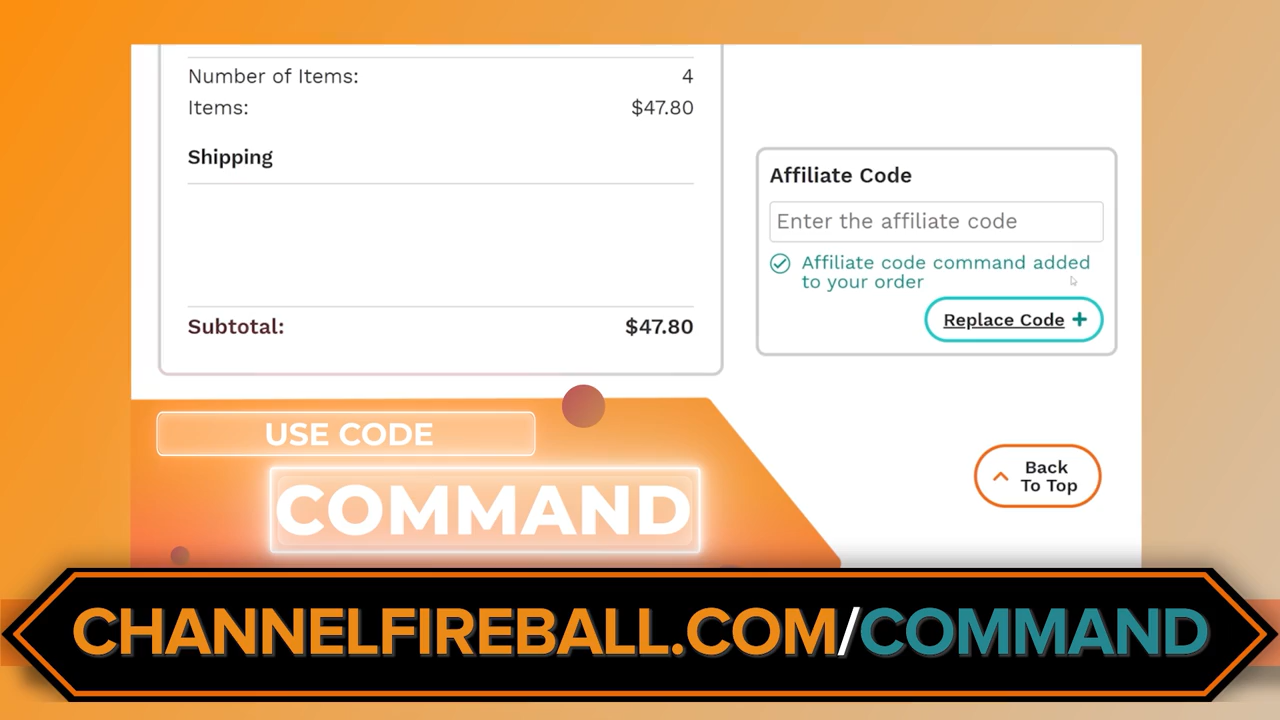 Number of Items: 4
Items: $47.80
Shipping
Subtotal: $47.80
Affiliate Code
Enter the affiliate code
Affiliate code command added
to your order
Replace Code +
Back
To Top
USE CODE
COMMAND
CHANNELFIREBALL.COM/COMMAND